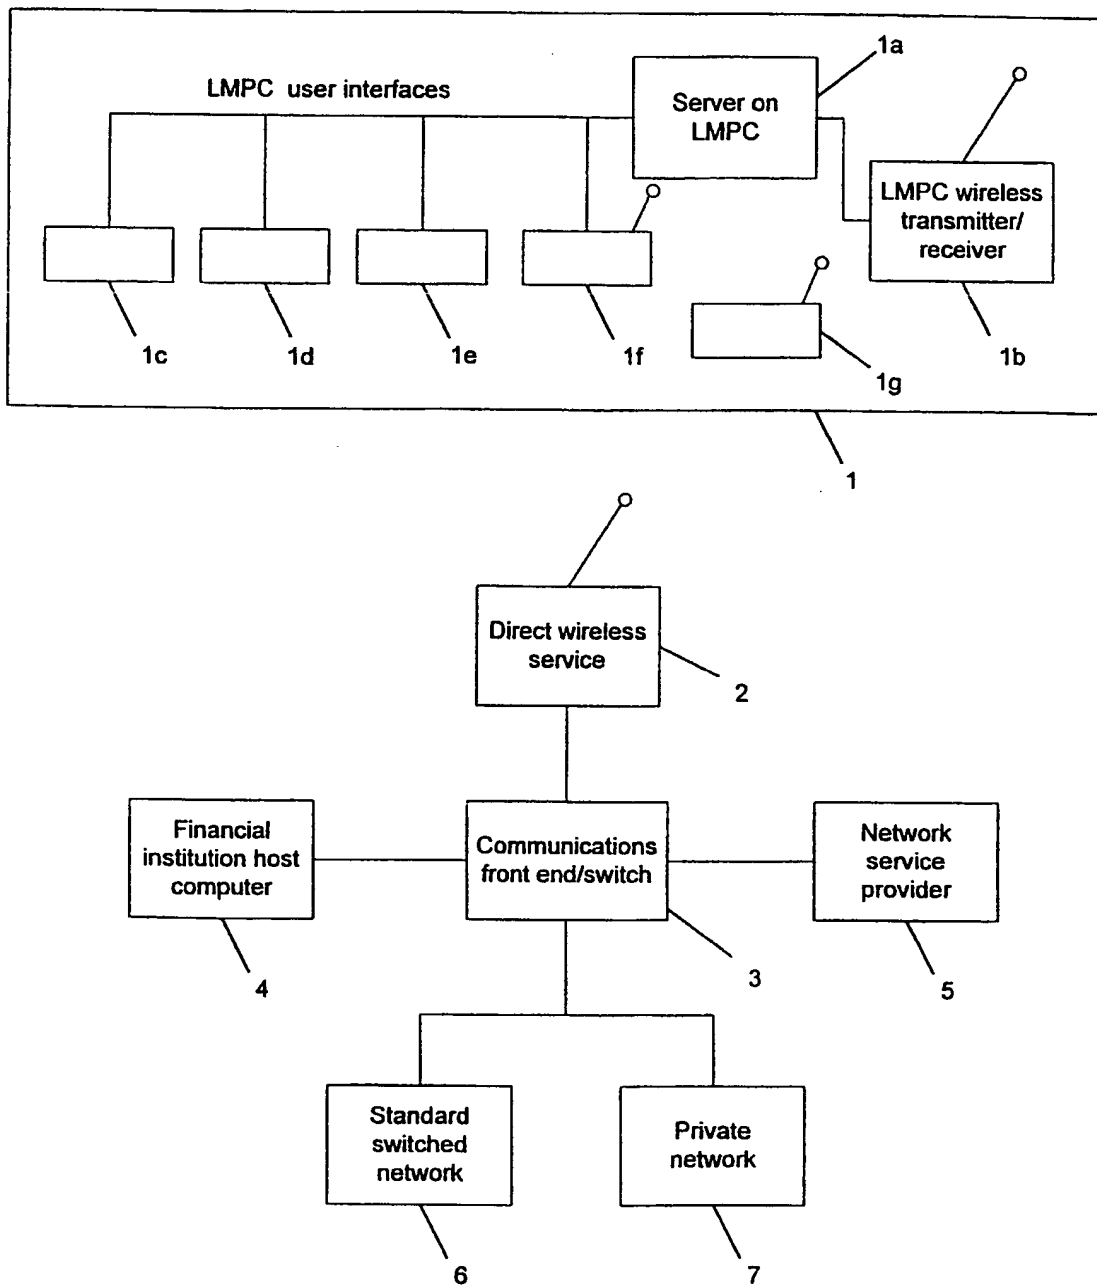 1a
LMPC user interfaces
Server on
LMPC
LMPC wireless
transmitter/
receiver
1c
1d
1e
1f
1g
1b
1
Direct wireless
service
2
Financial
institution host
computer
Communications
front end/switch
Network
service
provider
4
3
5
Standard
switched
network
Private
network
6
7